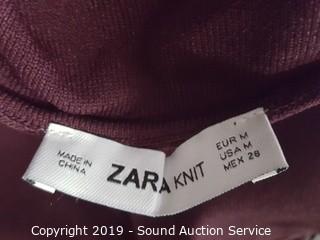 MADE IN
CHINA
ZARA KNIT
EUR M
USA M
MEX 28
Copyright 2019 - Sound Auction Service